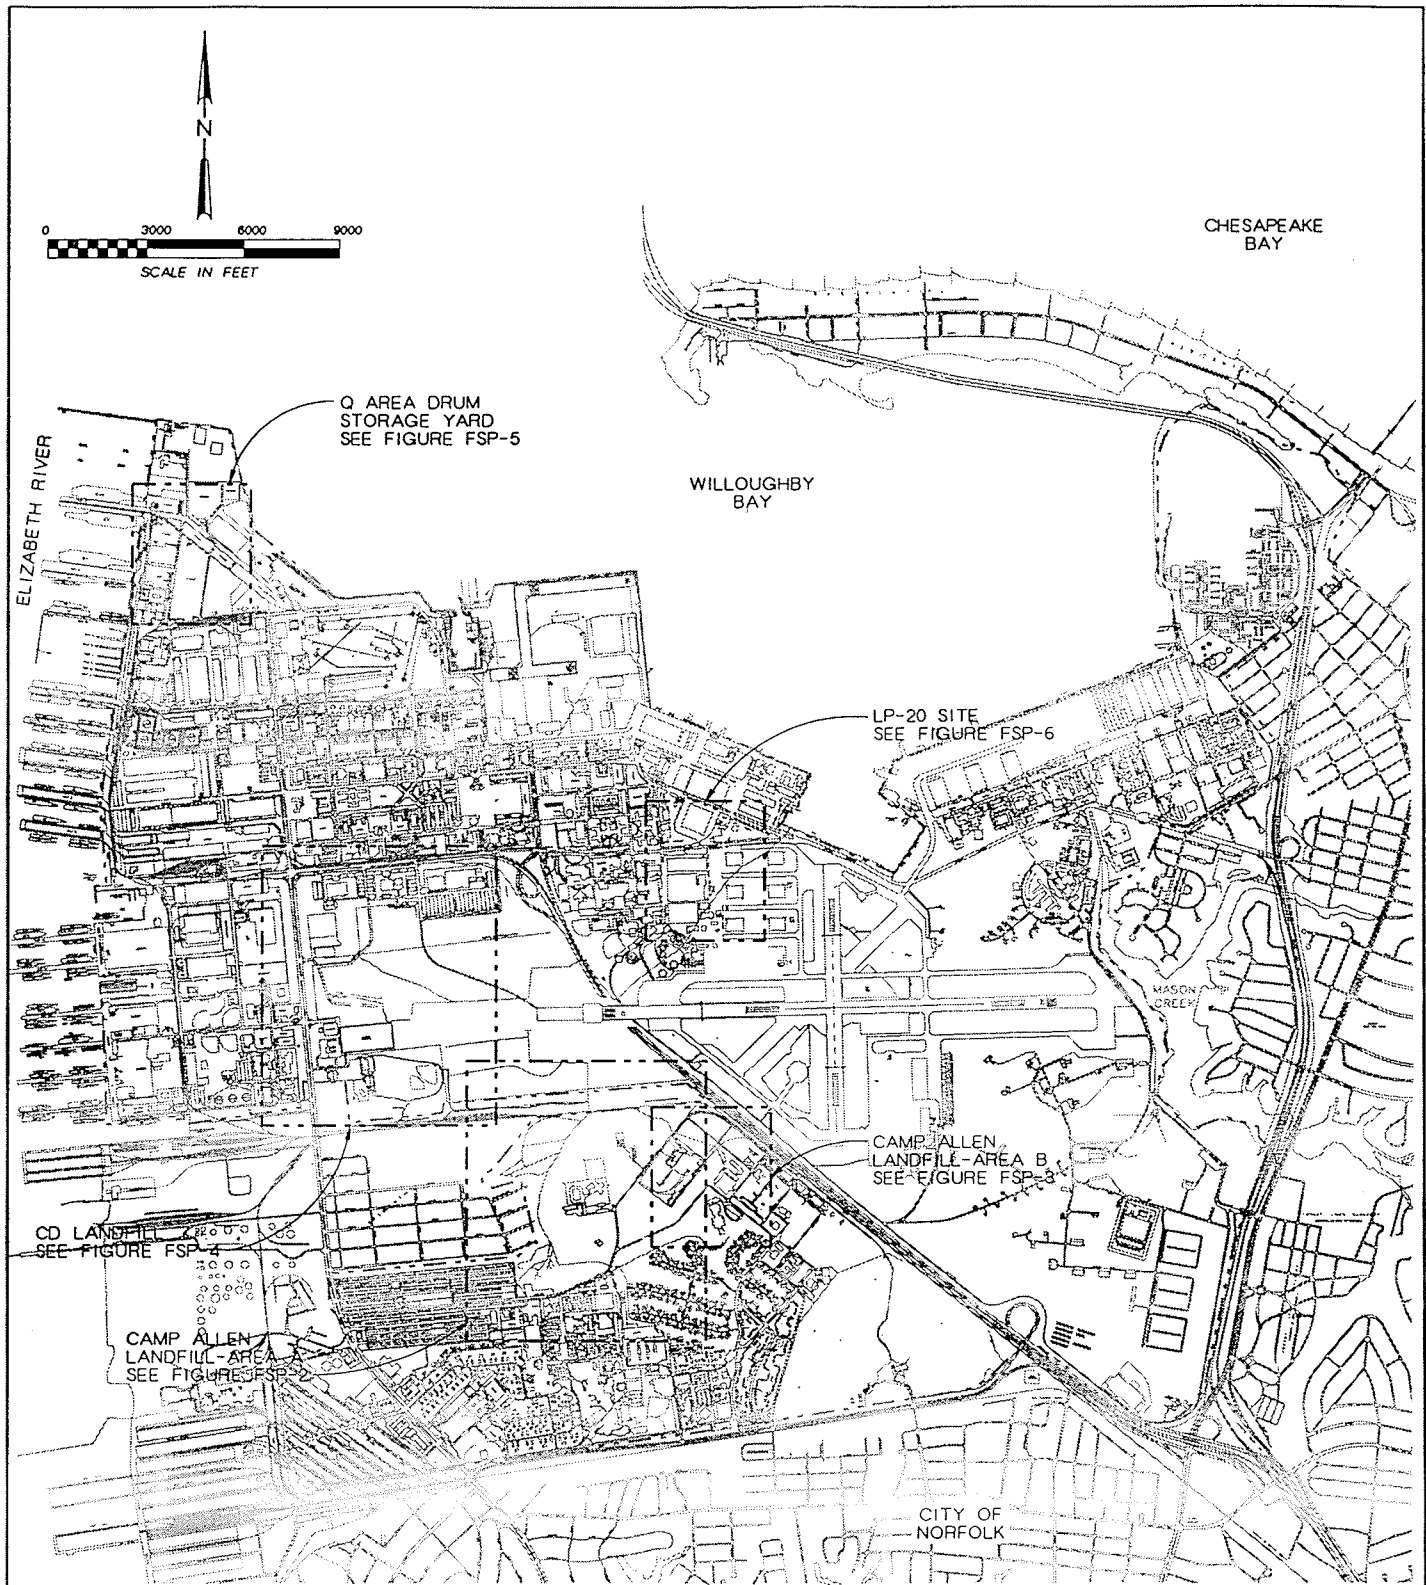 N
0 3000 6000 9000
SCALE IN FEET
CHESAPEAKE
BAY
Q AREA DRUM
STORAGE YARD
SEE FIGURE FSP-5
ELIZABETH RIVER
WILLOUGHBY
BAY
LP-20 SITE
SEE FIGURE FSP-6
MASON
CREEK
CAMP ALLEN
LANDFILL-AREA B
SEE FIGURE FSP-3
CD LANDFILL
SEE FIGURE FSP-4
CAMP ALLEN
LANDFILL-AREA A
SEE FIGURE FSP-2
CITY OF
NORFOLK